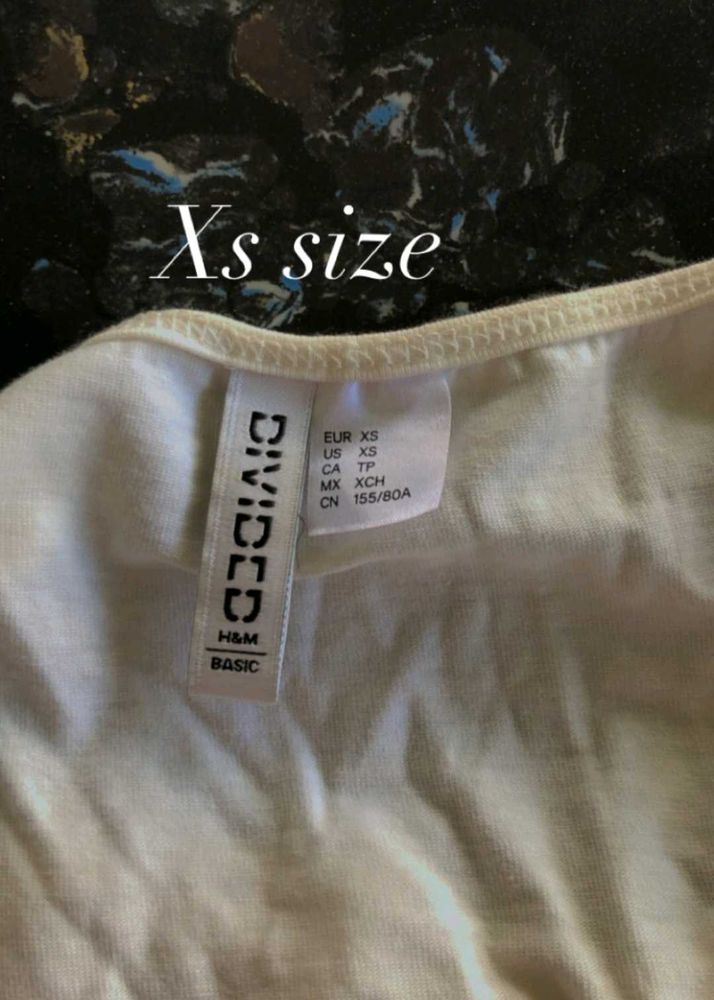 Xs size
DIVIDED
H&M
BASIC
EUR XS
US XS
CA TP
MX XCH
CN 155/80A